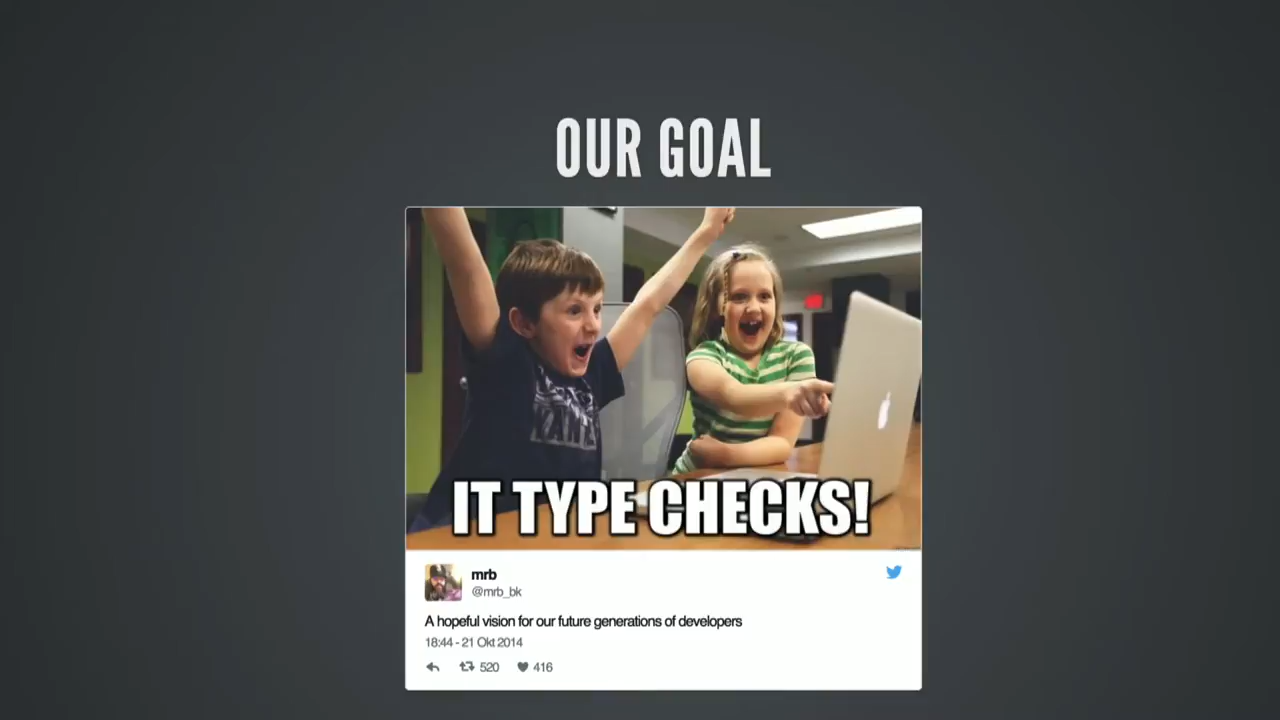 OUR GOAL
IT TYPE CHECKS!
mrb
@mrb_bk
A hopeful vision for our future generations of developers
18:44 - 21 Okt 2014
520 416